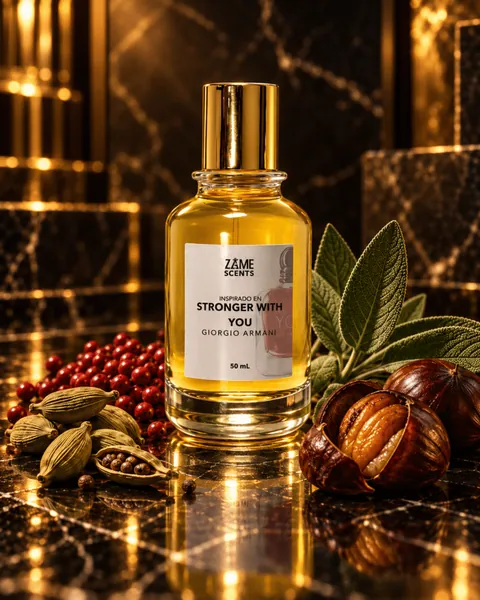 ZAME
SCENTS
INSPIRADO EN
STRONGER WITH
YOU
GIORGIO ARMANI
50 mL